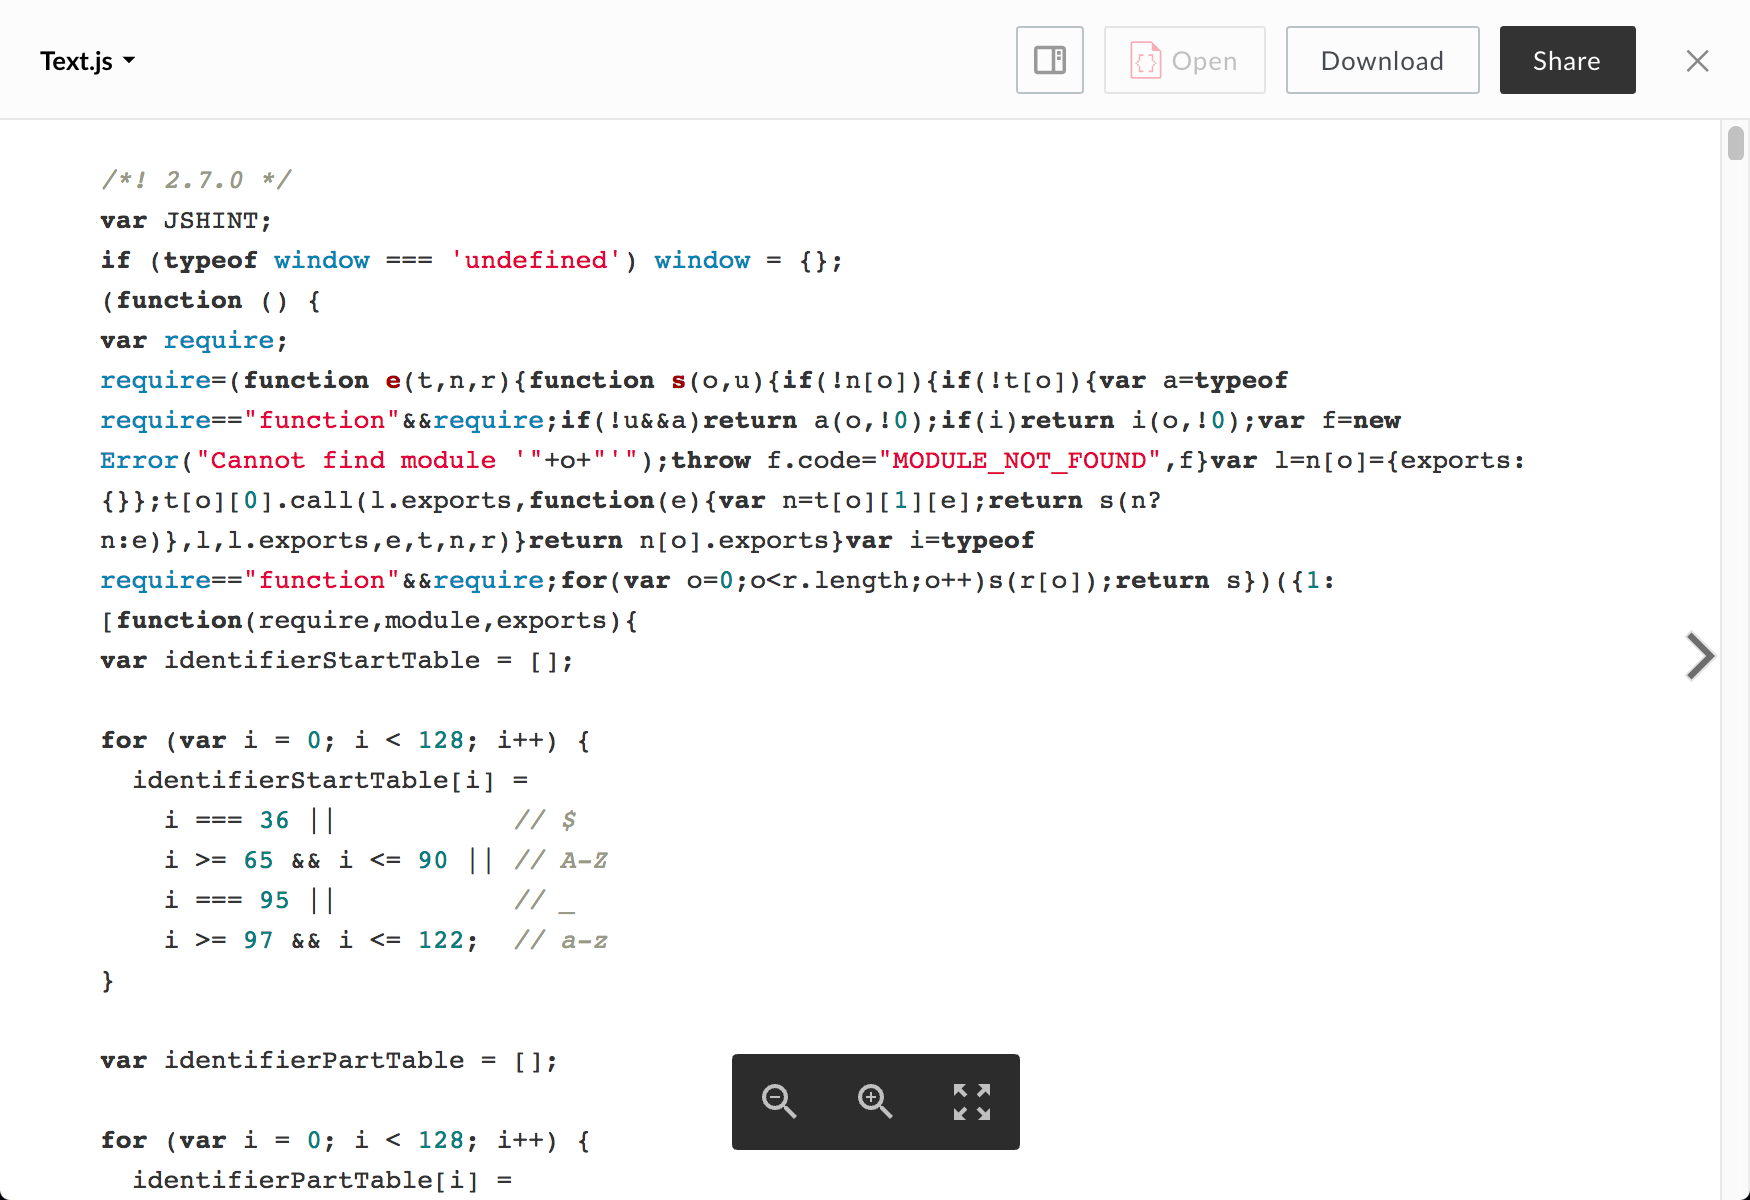 Text.js
Open
Download
Share
/*! 2.7.0 */
var JSHINT;
if (typeof window === 'undefined') window = {};
(function () {
var require;
require=(function e(t,n,r){function s(o,u){if(!n[o]){if(!t[o]){var a=typeof
require=="function"&&require;if(!u&&a)return a(o,!0);if(i)return i(o,!0);var f=new
Error("Cannot find module '"+o+"'");throw f.code="MODULE_NOT_FOUND",f}var l=n[o]={exports:
{}};t[o][0].call(l.exports,function(e){var n=t[o][1][e];return s(n?
n:e)},l,l.exports,e,t,n,r)}return n[o].exports}var i=typeof
require=="function"&&require;for(var o=0;o<r.length;o++)s(r[o]);return s})({1:
[function(require,module,exports){
var identifierStartTable = [];

for (var i = 0; i < 128; i++) {
  identifierStartTable[i] =
    i === 36 ||           // $
    i >= 65 && i <= 90 || // A-Z
    i === 95 ||           // _
    i >= 97 && i <= 122;  // a-z
}

var identifierPartTable = [];

for (var i = 0; i < 128; i++) {
  identifierPartTable[i] =